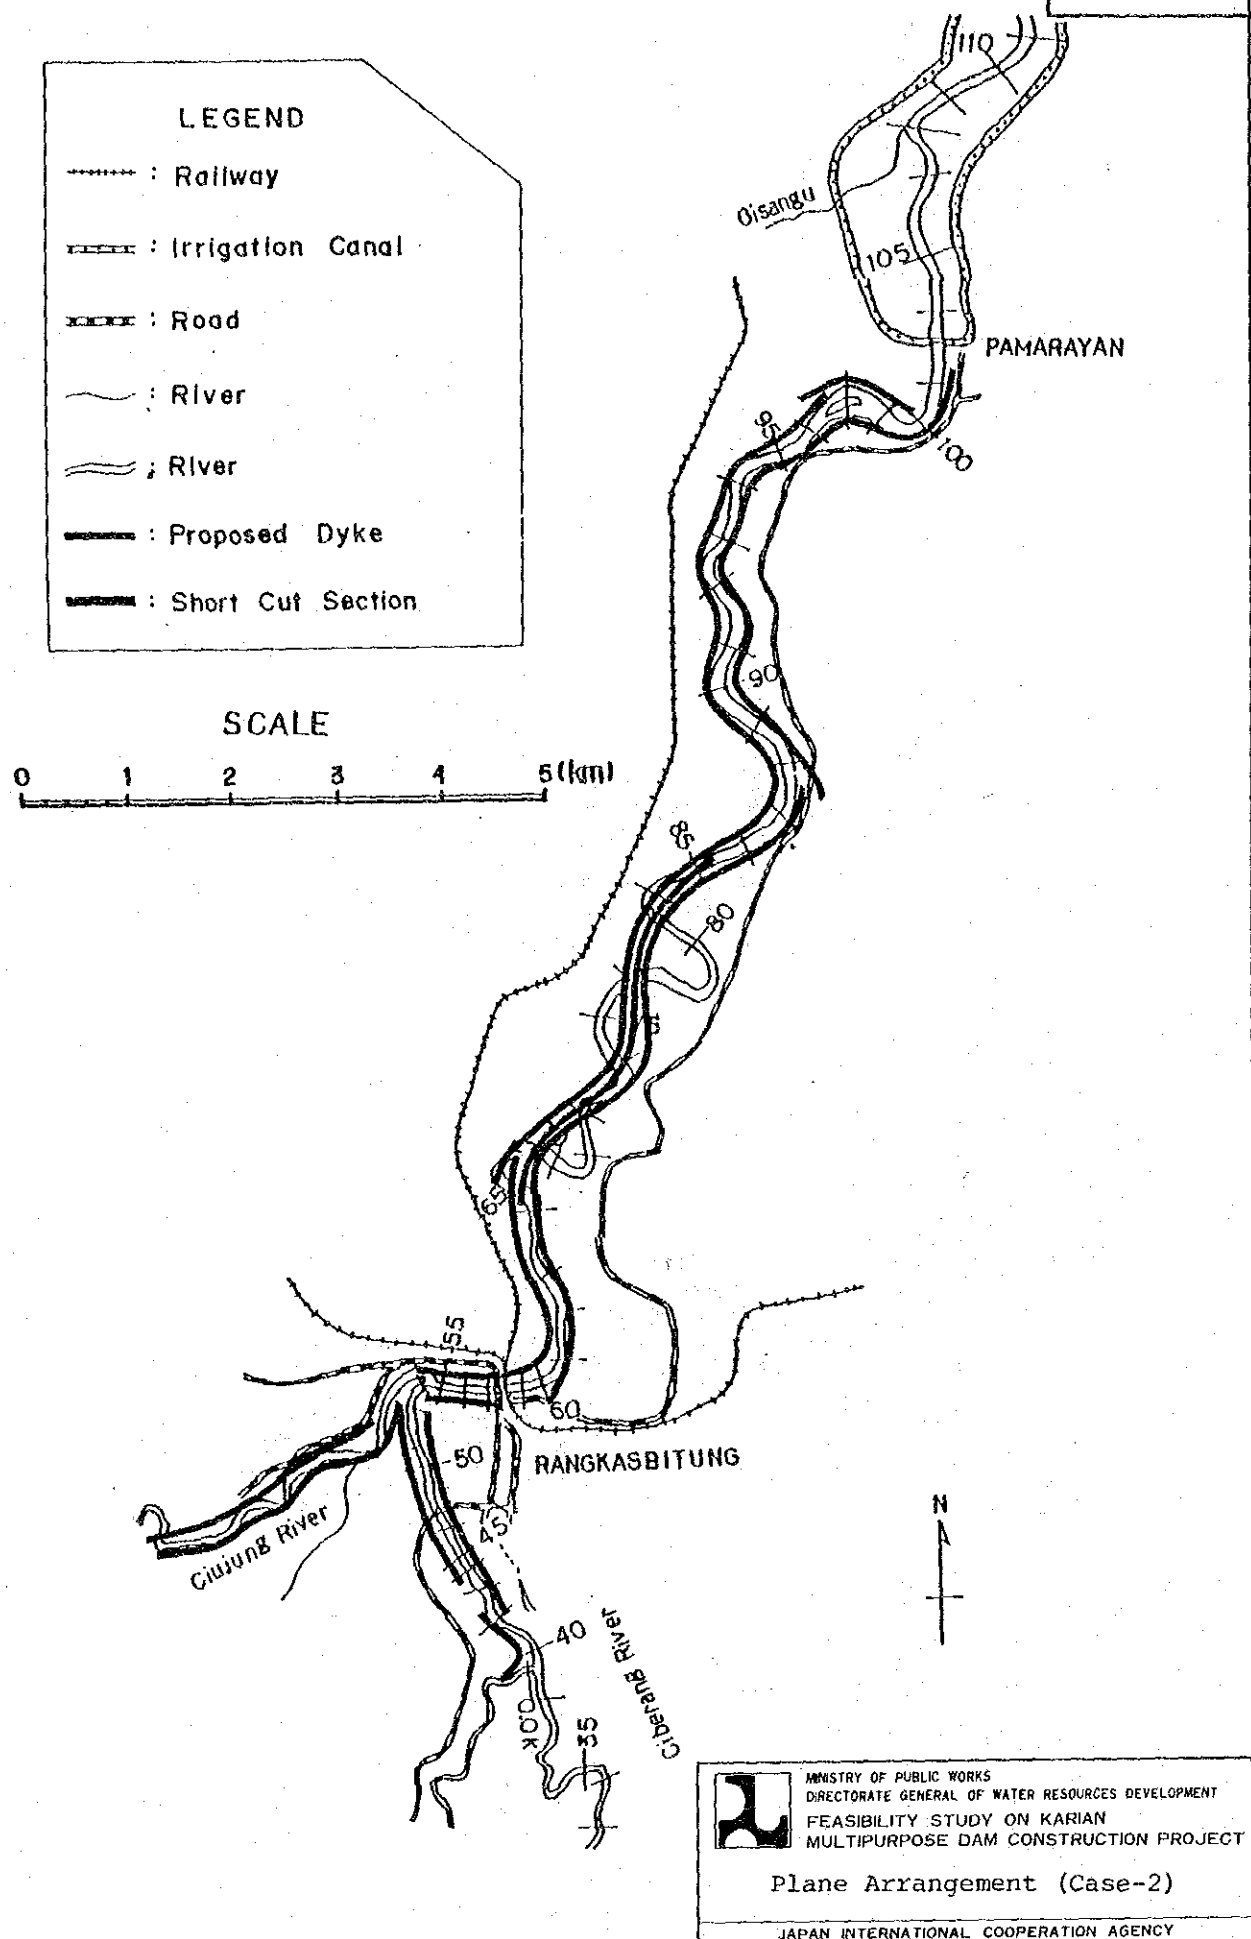 LEGEND
: Railway
: Irrigation Canal
: Road
: River
: River
: Proposed Dyke
: Short Cut Section
SCALE
0 1 2 3 4 5 (km)
110
Oisangu
105
PAMARAYAN
95
100
90
85
80
65
55
60
50
RANGKASBITUNG
45
Ciujung River
N
40
Ciberang River
0.0K
35
MINISTRY OF PUBLIC WORKS
DIRECTORATE GENERAL OF WATER RESOURCES DEVELOPMENT
FEASIBILITY STUDY ON KARIAN
MULTIPURPOSE DAM CONSTRUCTION PROJECT
Plane Arrangement (Case-2)
JAPAN INTERNATIONAL COOPERATION AGENCY